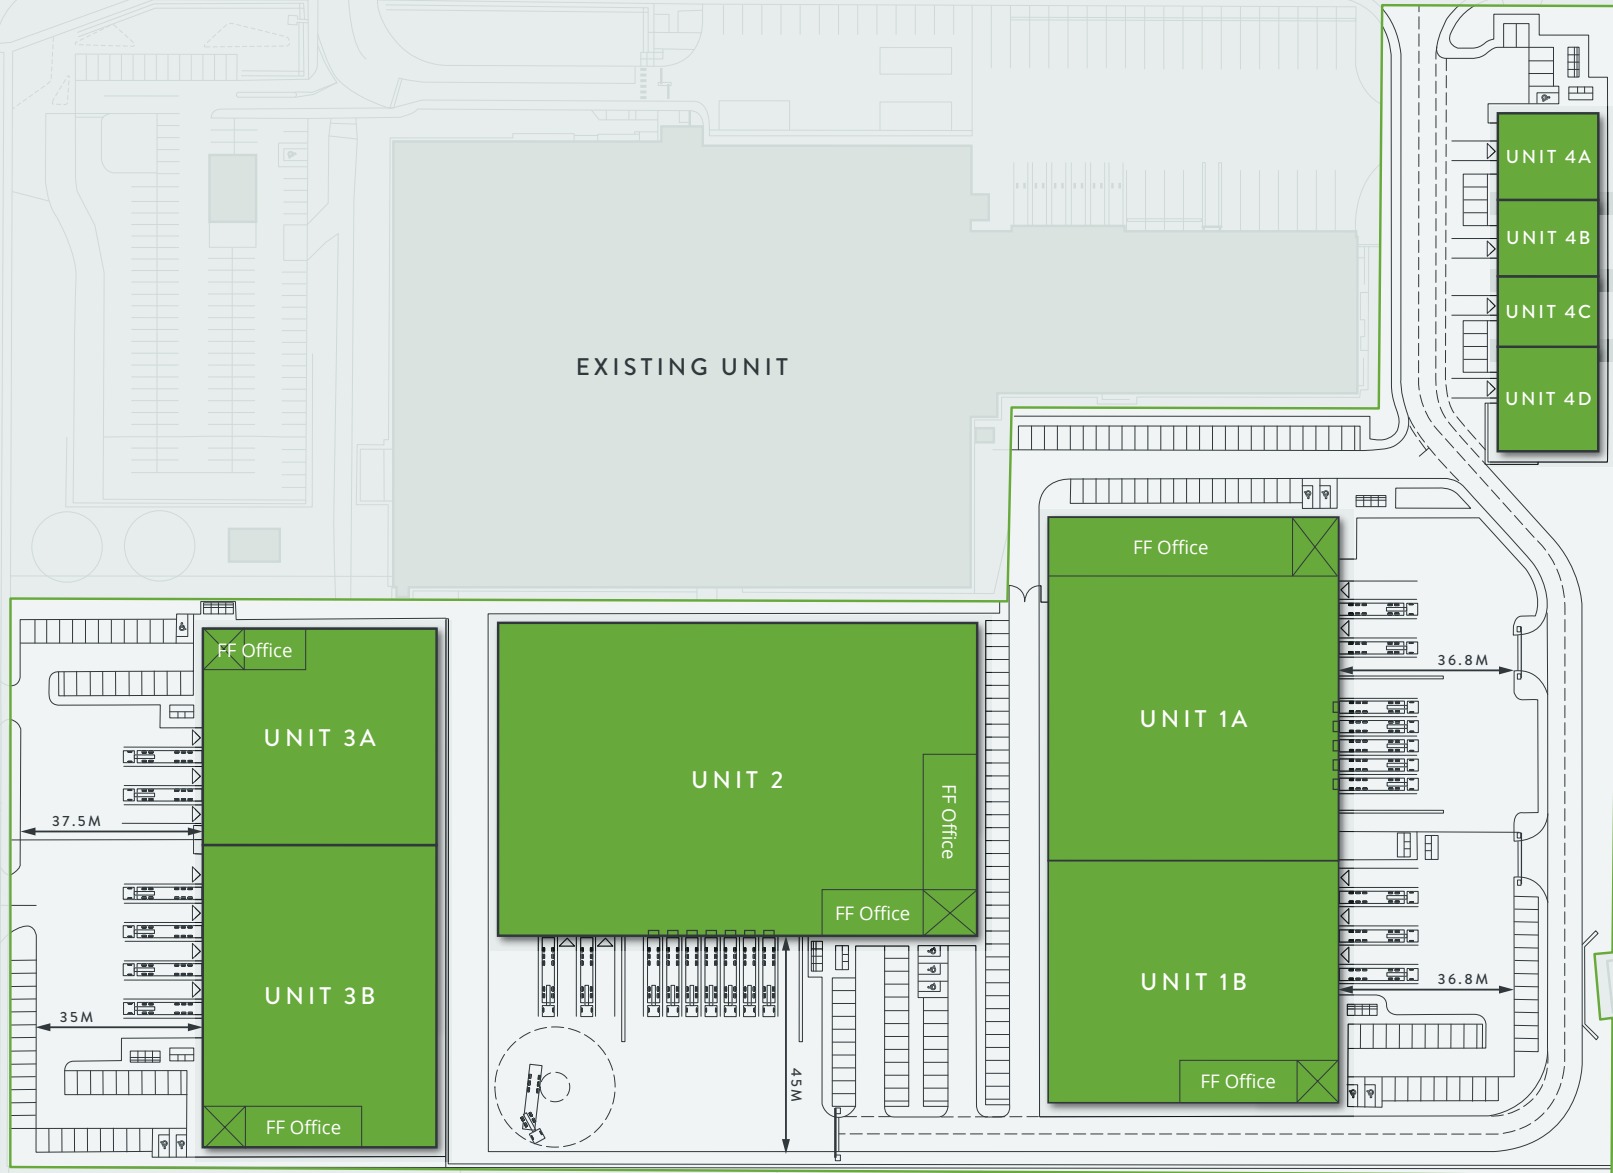 UNIT 4A
UNIT 4B
UNIT 4C
UNIT 4D
EXISTING UNIT
FF Office
UNIT 1A
36.8M
UNIT 1B
36.8M
FF Office
UNIT 2
FF Office
FF Office
45M
FF Office
UNIT 3A
37.5M
UNIT 3B
35M
FF Office